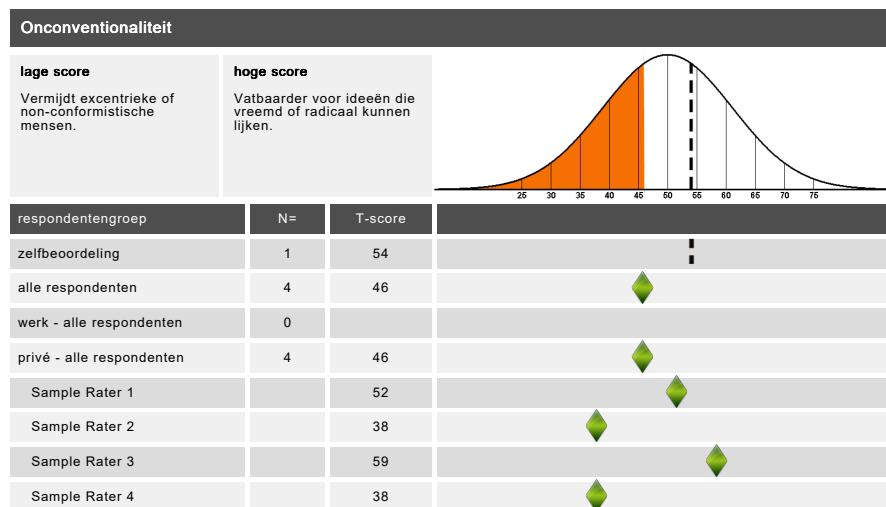 Onconventionaliteit
lage score
Vermijdt excentrieke of
non-conformistische
mensen.
hoge score
Vatbaarder voor ideeën die
vreemd of radicaal kunnen
lijken.
25 30 35 40 45 50 55 60 65 70 75
respondentengroep N= T-score
zelfbeoordeling 1 54
alle respondenten 4 46
werk - alle respondenten 0
privé - alle respondenten 4 46
Sample Rater 1 52
Sample Rater 2 38
Sample Rater 3 59
Sample Rater 4 38